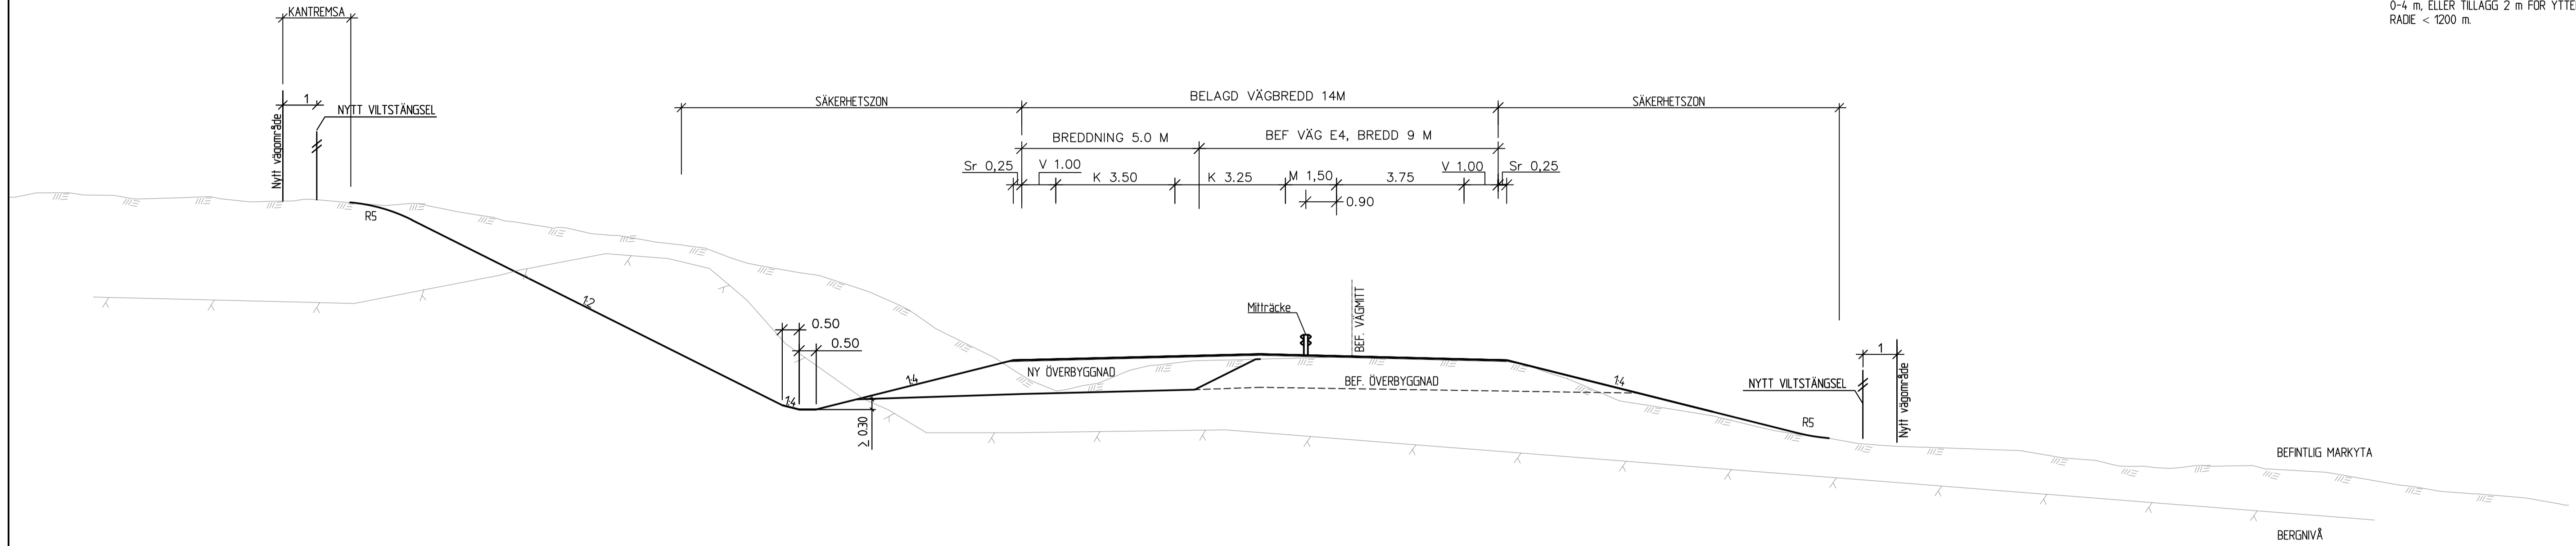 KANTREMSA
0-4 m, ELLER TILLÄGG 2 m FÖR YTTE
RADIE < 1200 m.
1
NYTT VILTSTÄNGSEL
Nytt vägområde
SÄKERHETSZON
BELAGD VÄGBREDD 14M
SÄKERHETSZON
BREDDNING 5.0 M
BEF VÄG E4, BREDD 9 M
Sr 0,25
V 1.00
K 3.50
K 3.25
M 1,50
3.75
V 1.00
Sr 0,25
0.90
R5
1:2
0.50
0.50
1:4
1:4
≥ 0.30
NY ÖVERBYGGNAD
Mitträcke
BEF. VÄGMITT
BEF. ÖVERBYGGNAD
1:4
R5
NYTT VILTSTÄNGSEL
1
Nytt vägområde
BEFINTLIG MARKYTA
BERGNIVÅ